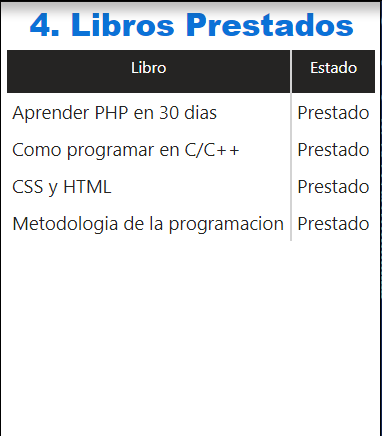 4. Libros Prestados
Libro Estado
Aprender PHP en 30 dias Prestado
Como programar en C/C++ Prestado
CSS y HTML Prestado
Metodologia de la programacion Prestado